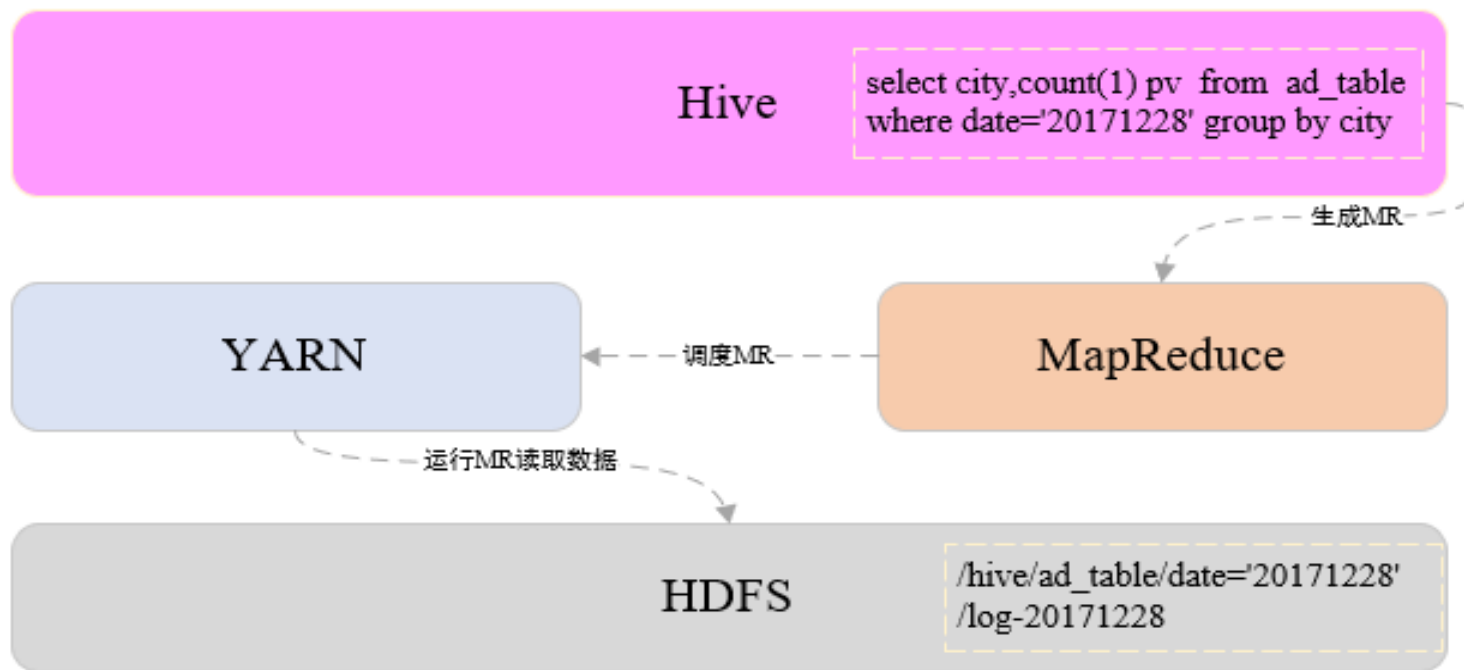 Hive
select city,count(1) pv from ad_table
where date='20171228' group by city
生成MR
YARN
调度MR
MapReduce
运行MR读取数据
HDFS
/hive/ad_table/date='20171228'
/log-20171228